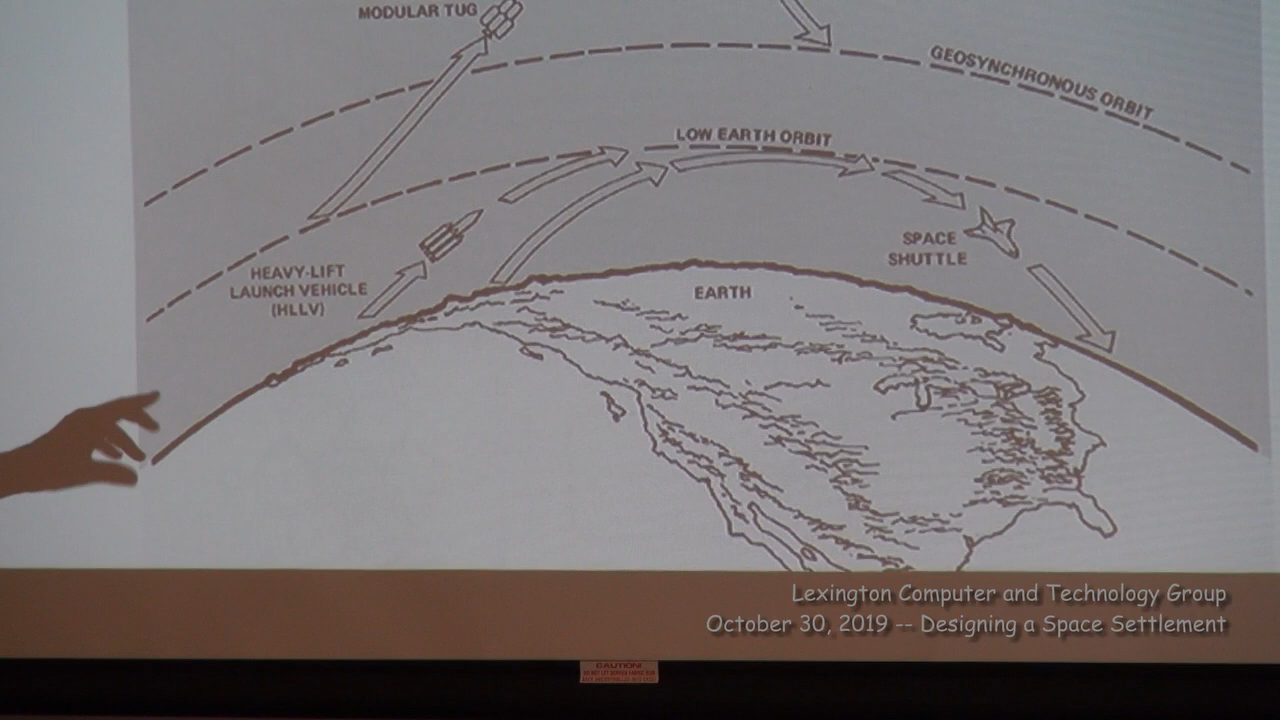 MODULAR TUG
GEOSYNCHRONOUS ORBIT
LOW EARTH ORBIT
SPACE
SHUTTLE
HEAVY-LIFT
LAUNCH VEHICLE
(HLLV)
EARTH
Lexington Computer and Technology Group
October 30, 2019 -- Designing a Space Settlement
CAUTION!